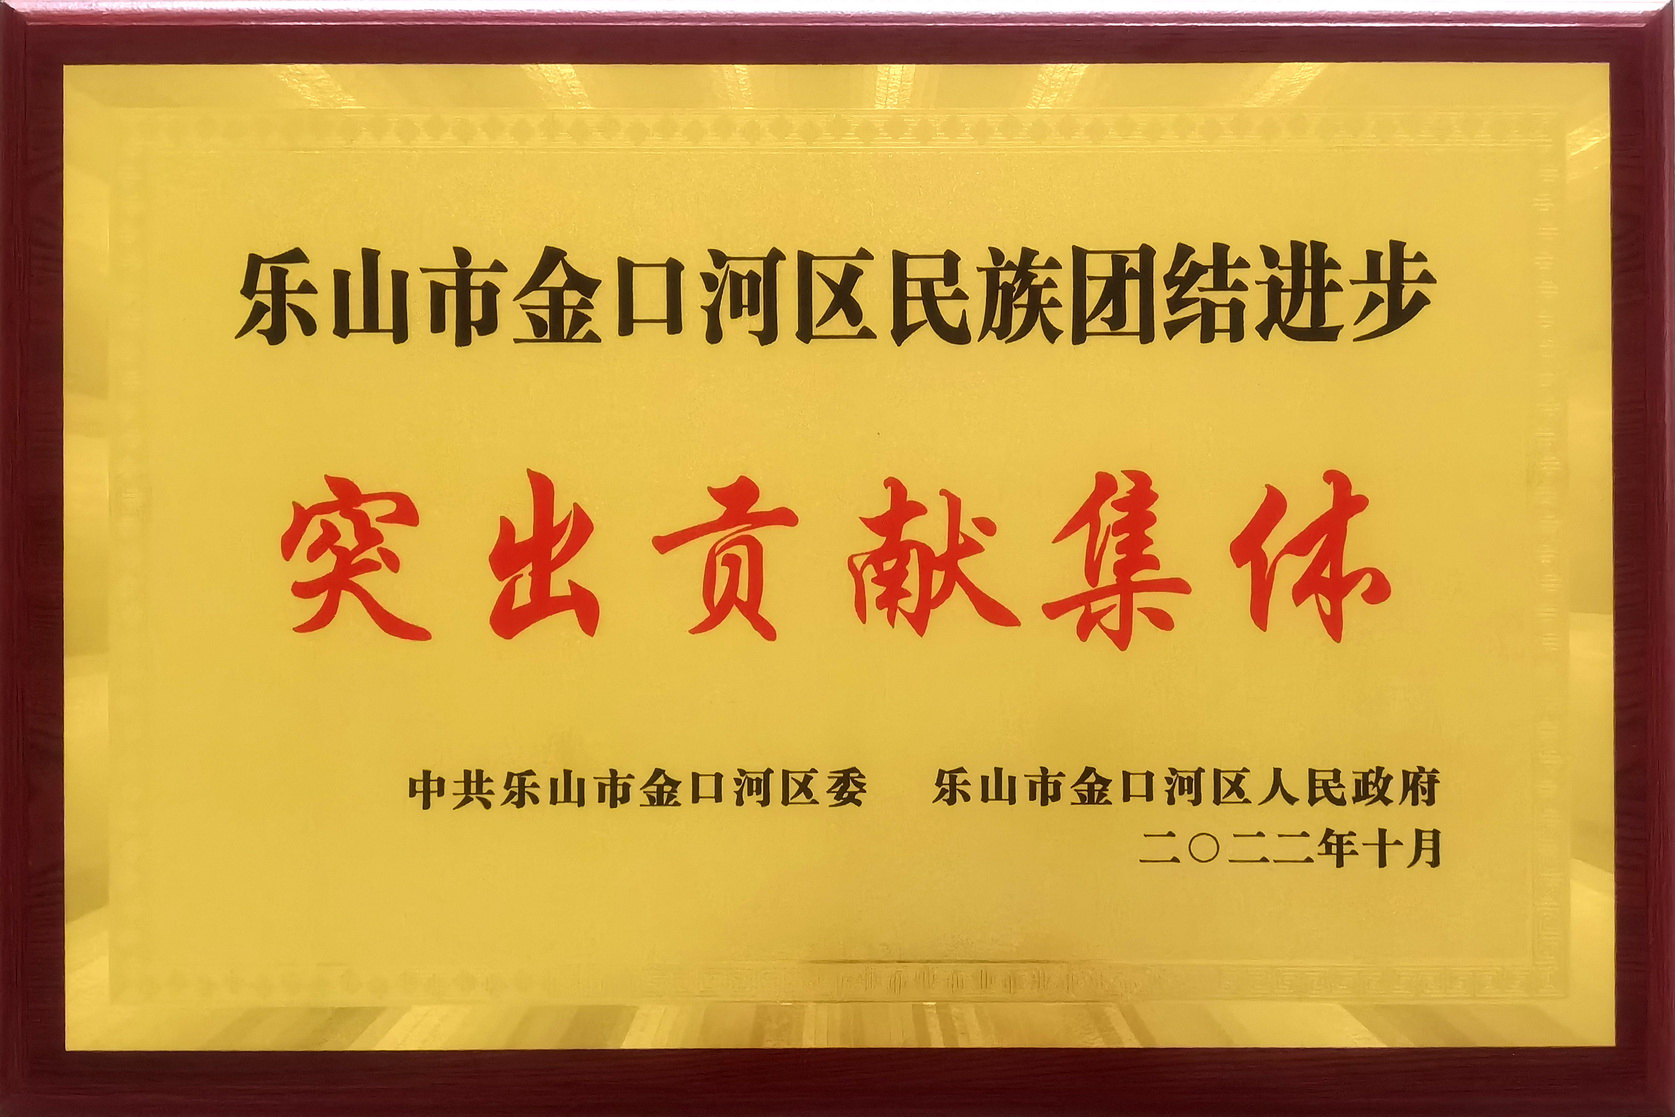 乐山市金口河区民族团结进步
突出贡献集体
中共乐山市金口河区委 乐山市金口河区人民政府
二〇二二年十月